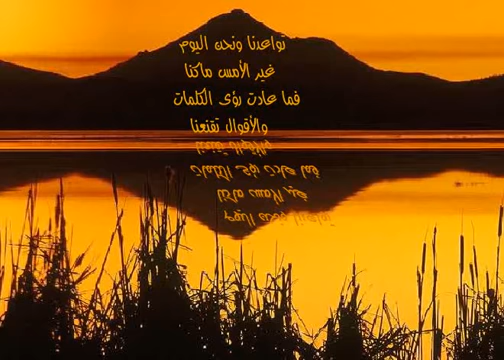 تواعدنا ونحن اليوم
غير الأمس ماكنا
فما عادت رؤى الكلمات
والأقوال تقنعنا